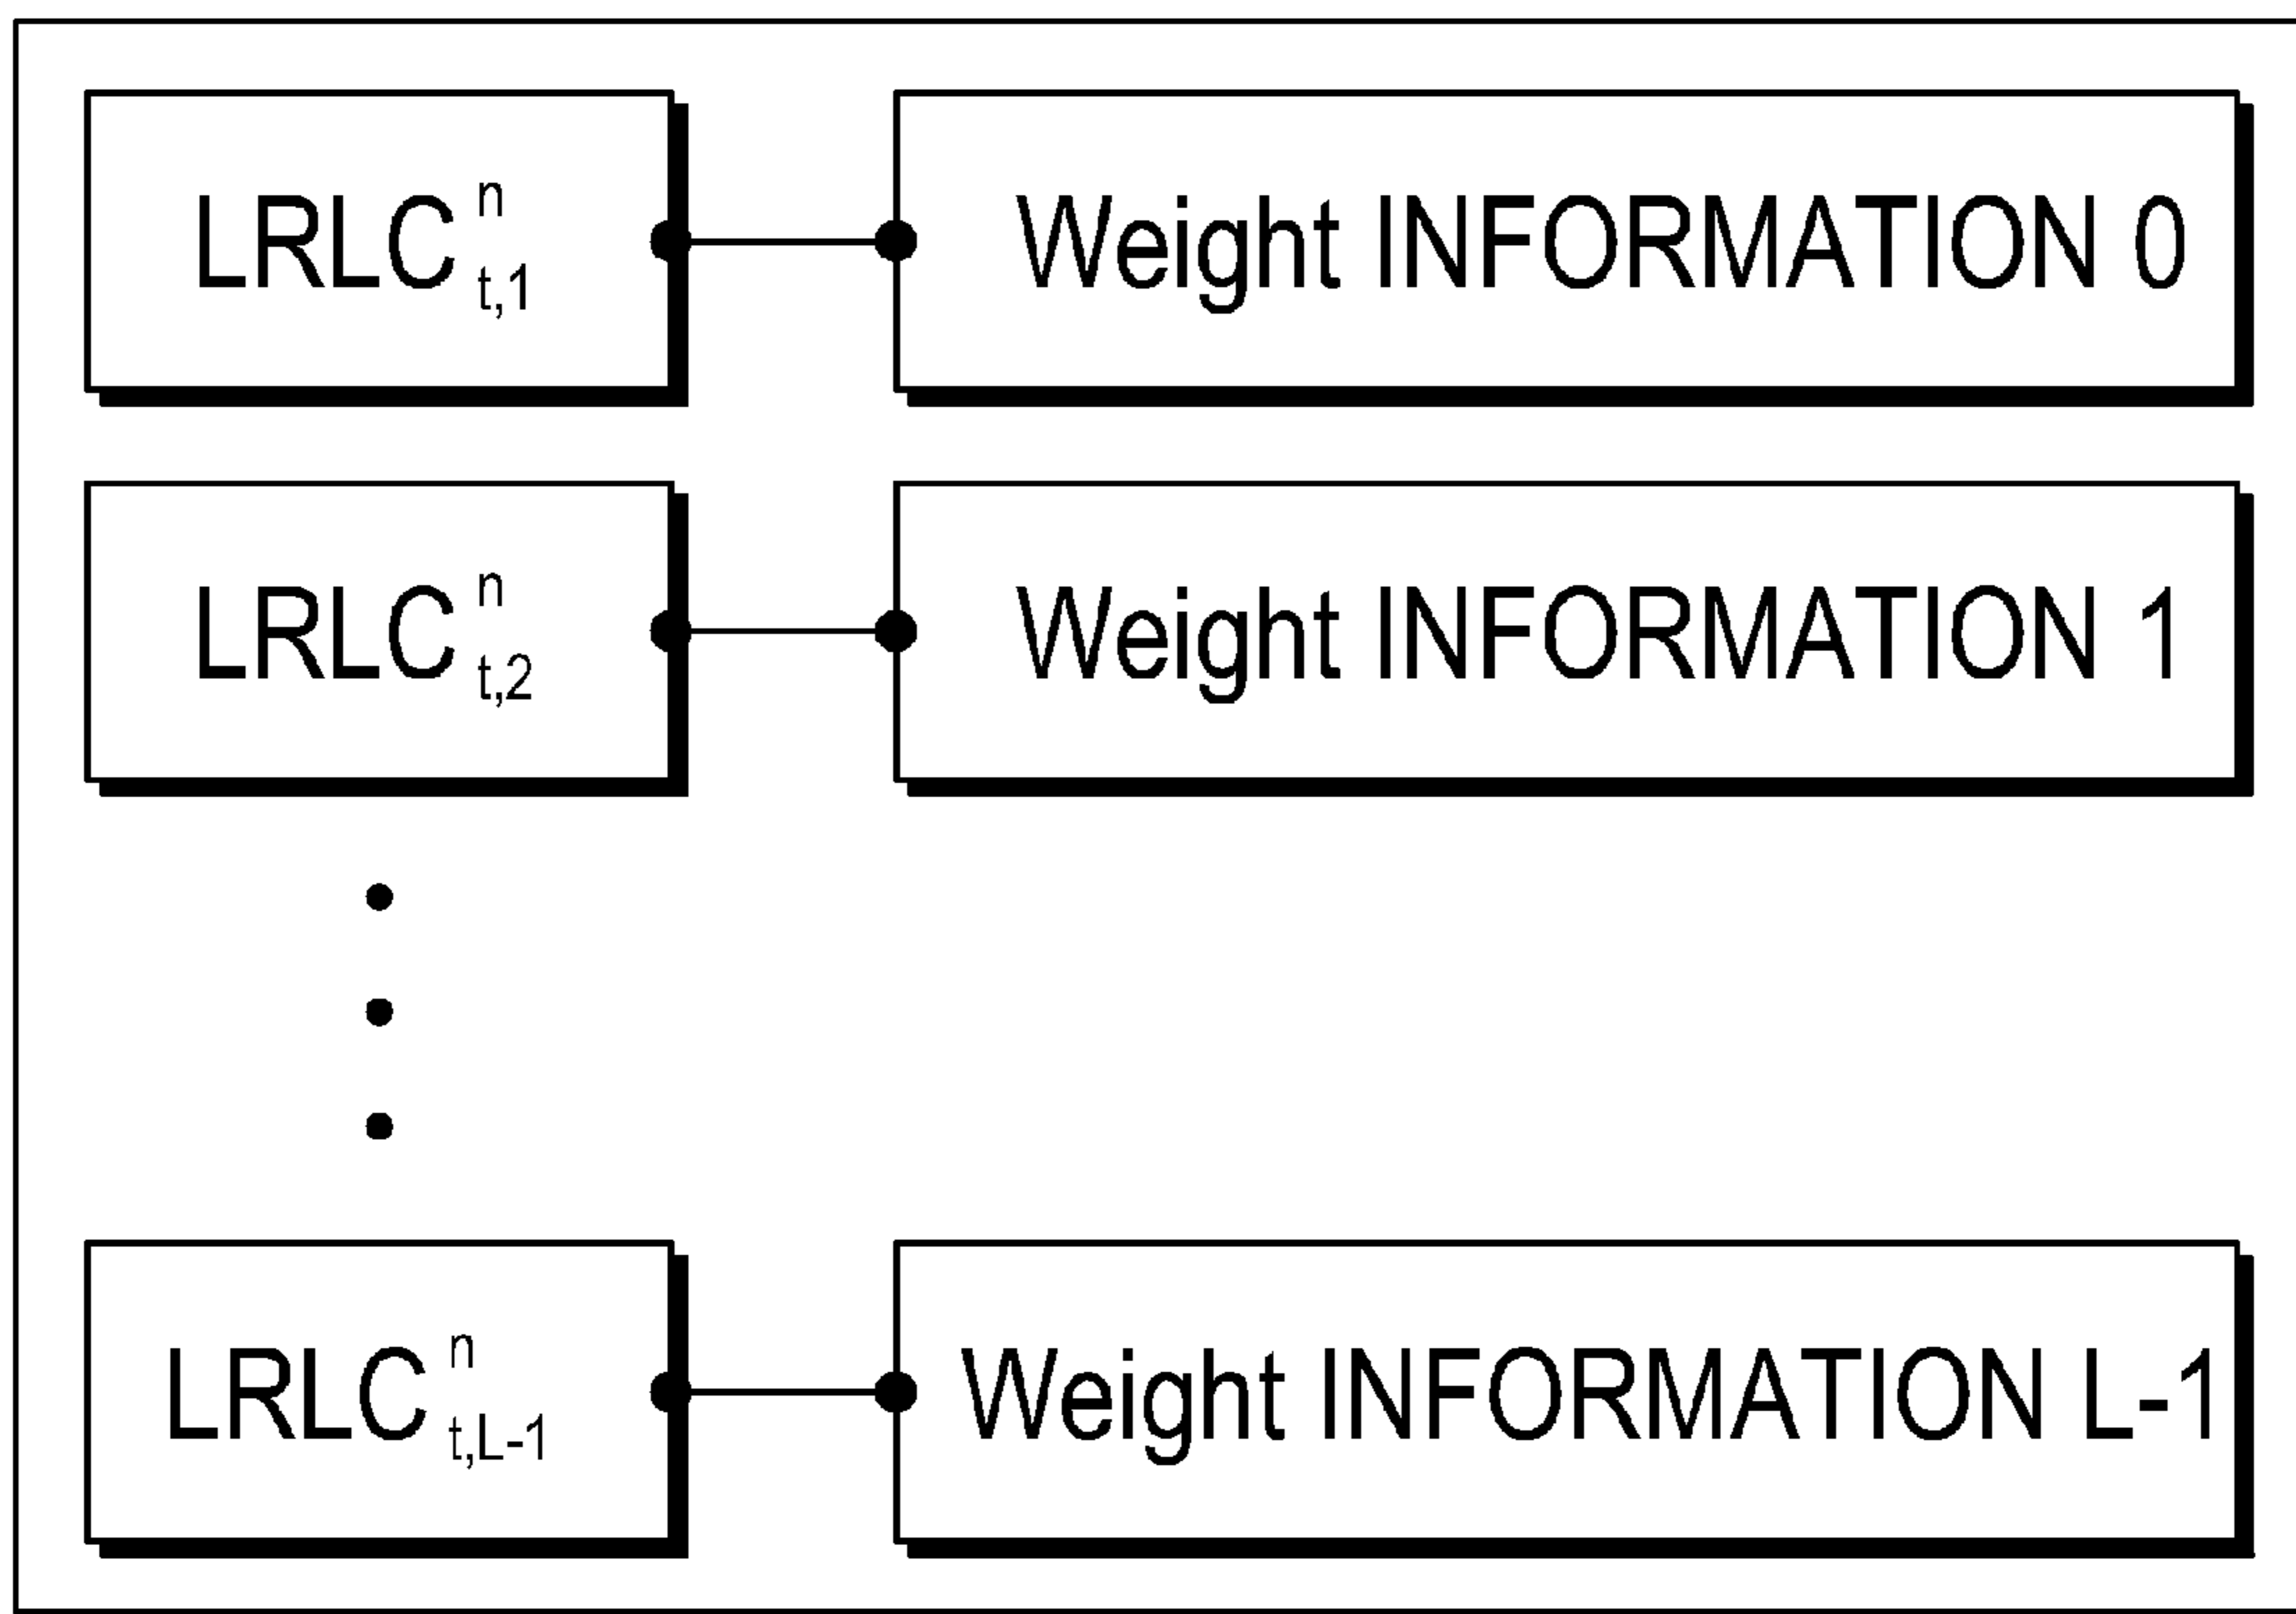 LRLC n t,1 Weight INFORMATION 0
LRLC n t,2 Weight INFORMATION 1
LRLC n t,L-1 Weight INFORMATION L-1